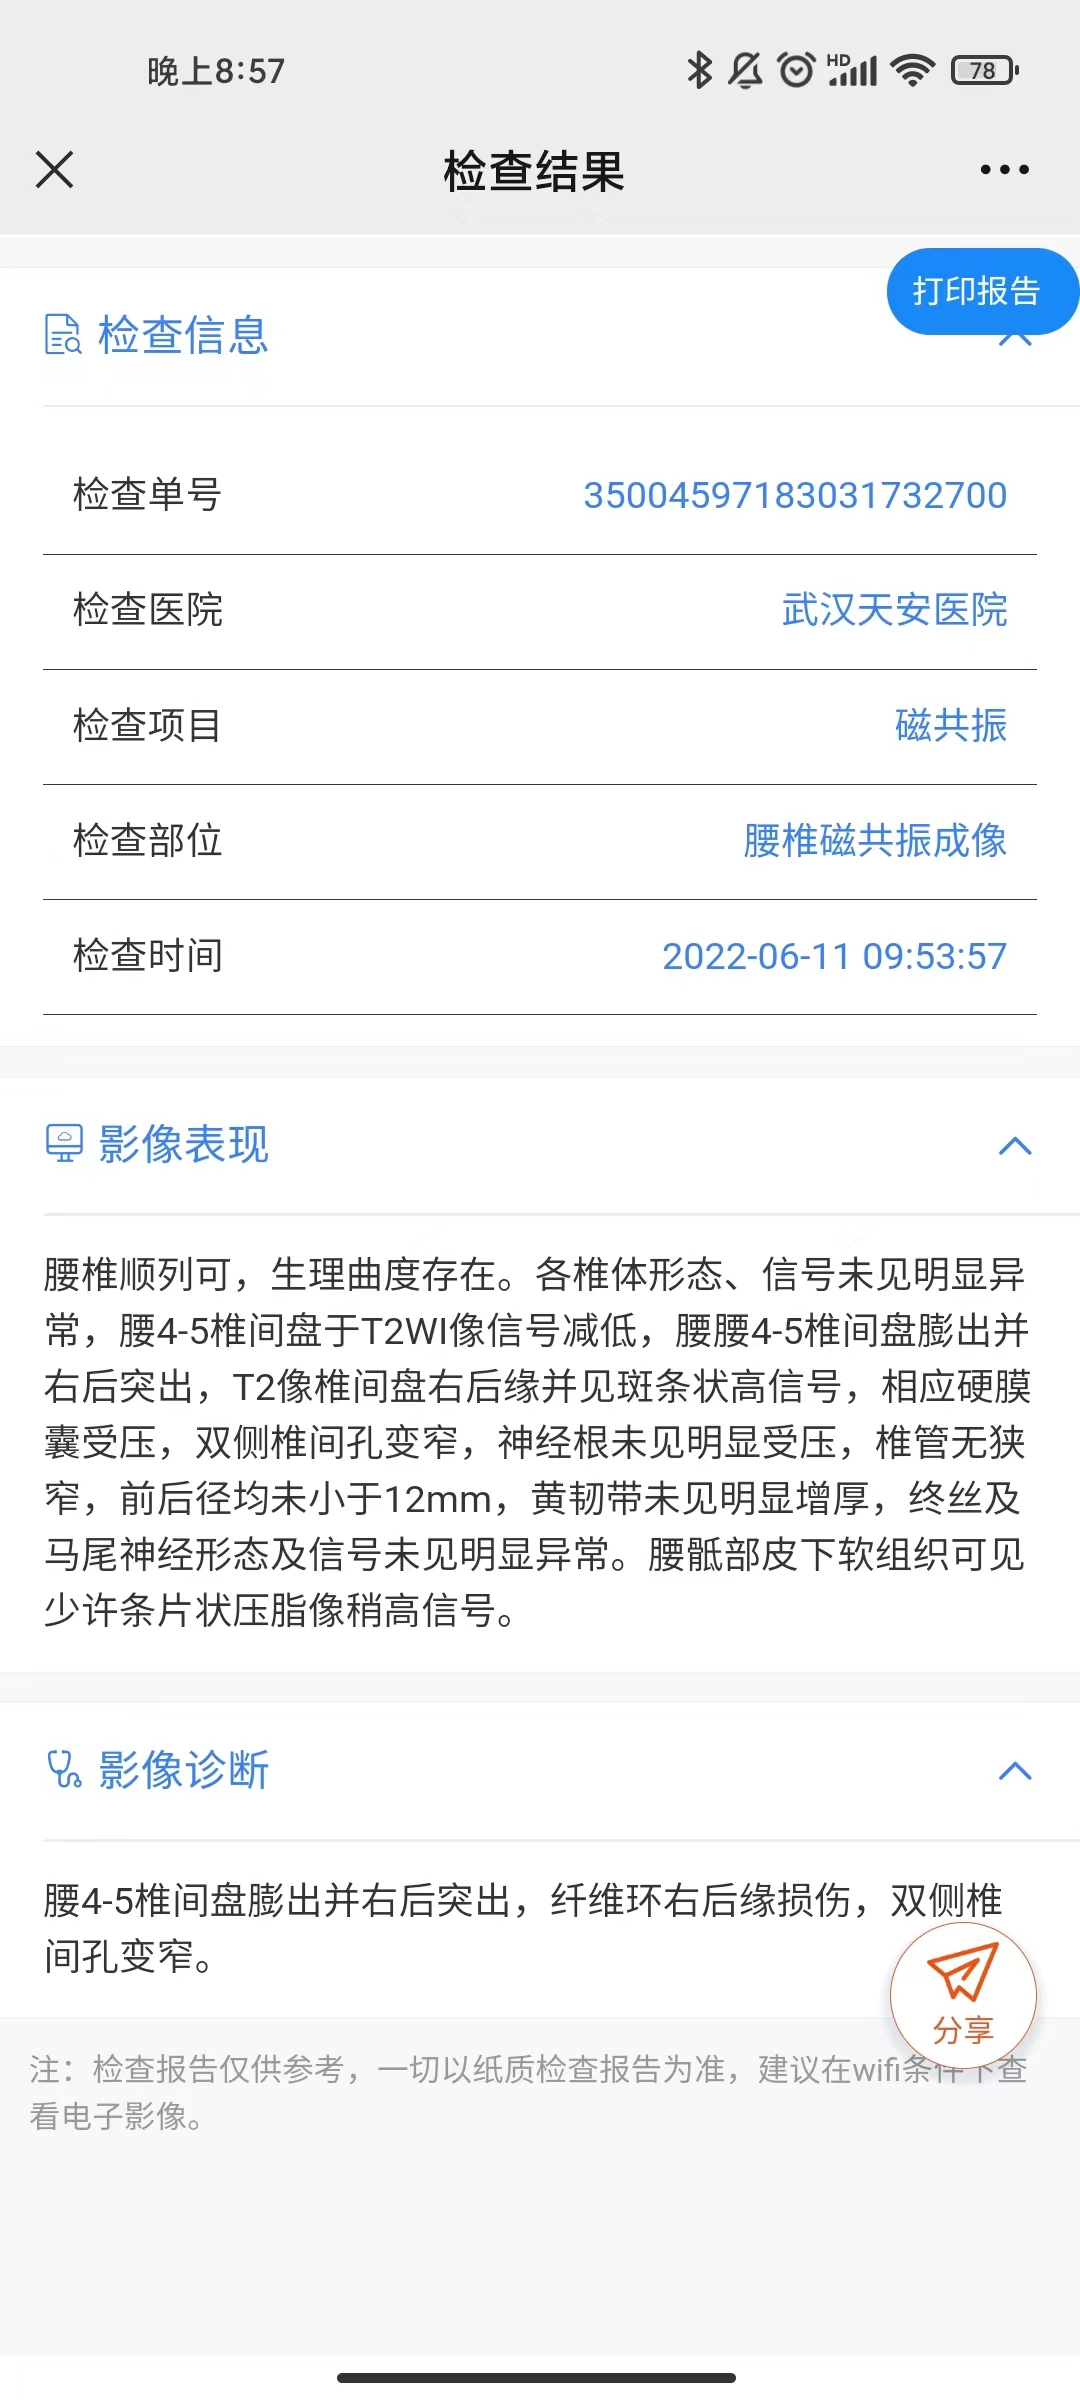 晚上8:57
HD
78
检查结果
打印报告
检查信息
检查单号 35004597183031732700
检查医院 武汉天安医院
检查项目 磁共振
检查部位 腰椎磁共振成像
检查时间 2022-06-11 09:53:57
影像表现
腰椎顺列可，生理曲度存在。各椎体形态、信号未见明显异
常，腰4-5椎间盘于T2WI像信号减低，腰腰4-5椎间盘膨出并
右后突出，T2像椎间盘右后缘并见斑条状高信号，相应硬膜
囊受压，双侧椎间孔变窄，神经根未见明显受压，椎管无狭
窄，前后径均未小于12mm，黄韧带未见明显增厚，终丝及
马尾神经形态及信号未见明显异常。腰骶部皮下软组织可见
少许条片状压脂像稍高信号。
影像诊断
腰4-5椎间盘膨出并右后突出，纤维环右后缘损伤，双侧椎
间孔变窄。
分享
注：检查报告仅供参考，一切以纸质检查报告为准，建议在wifi条件下查
看电子影像。